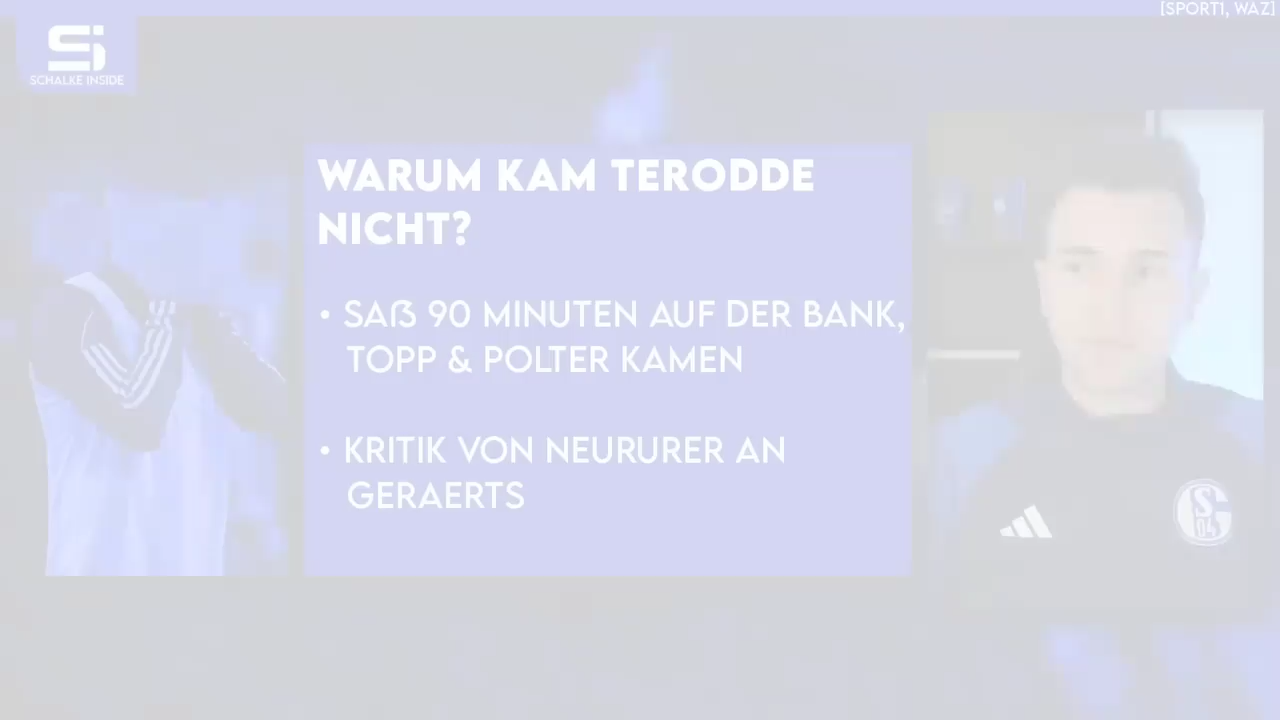 [SPORT1, WAZ]
SCHALKE INSIDE
WARUM KAM TERODDE
NICHT?
• SAß 90 MINUTEN AUF DER BANK,
TOPP & POLTER KAMEN
• KRITIK VON NEURURER AN
GERAERTS
S04